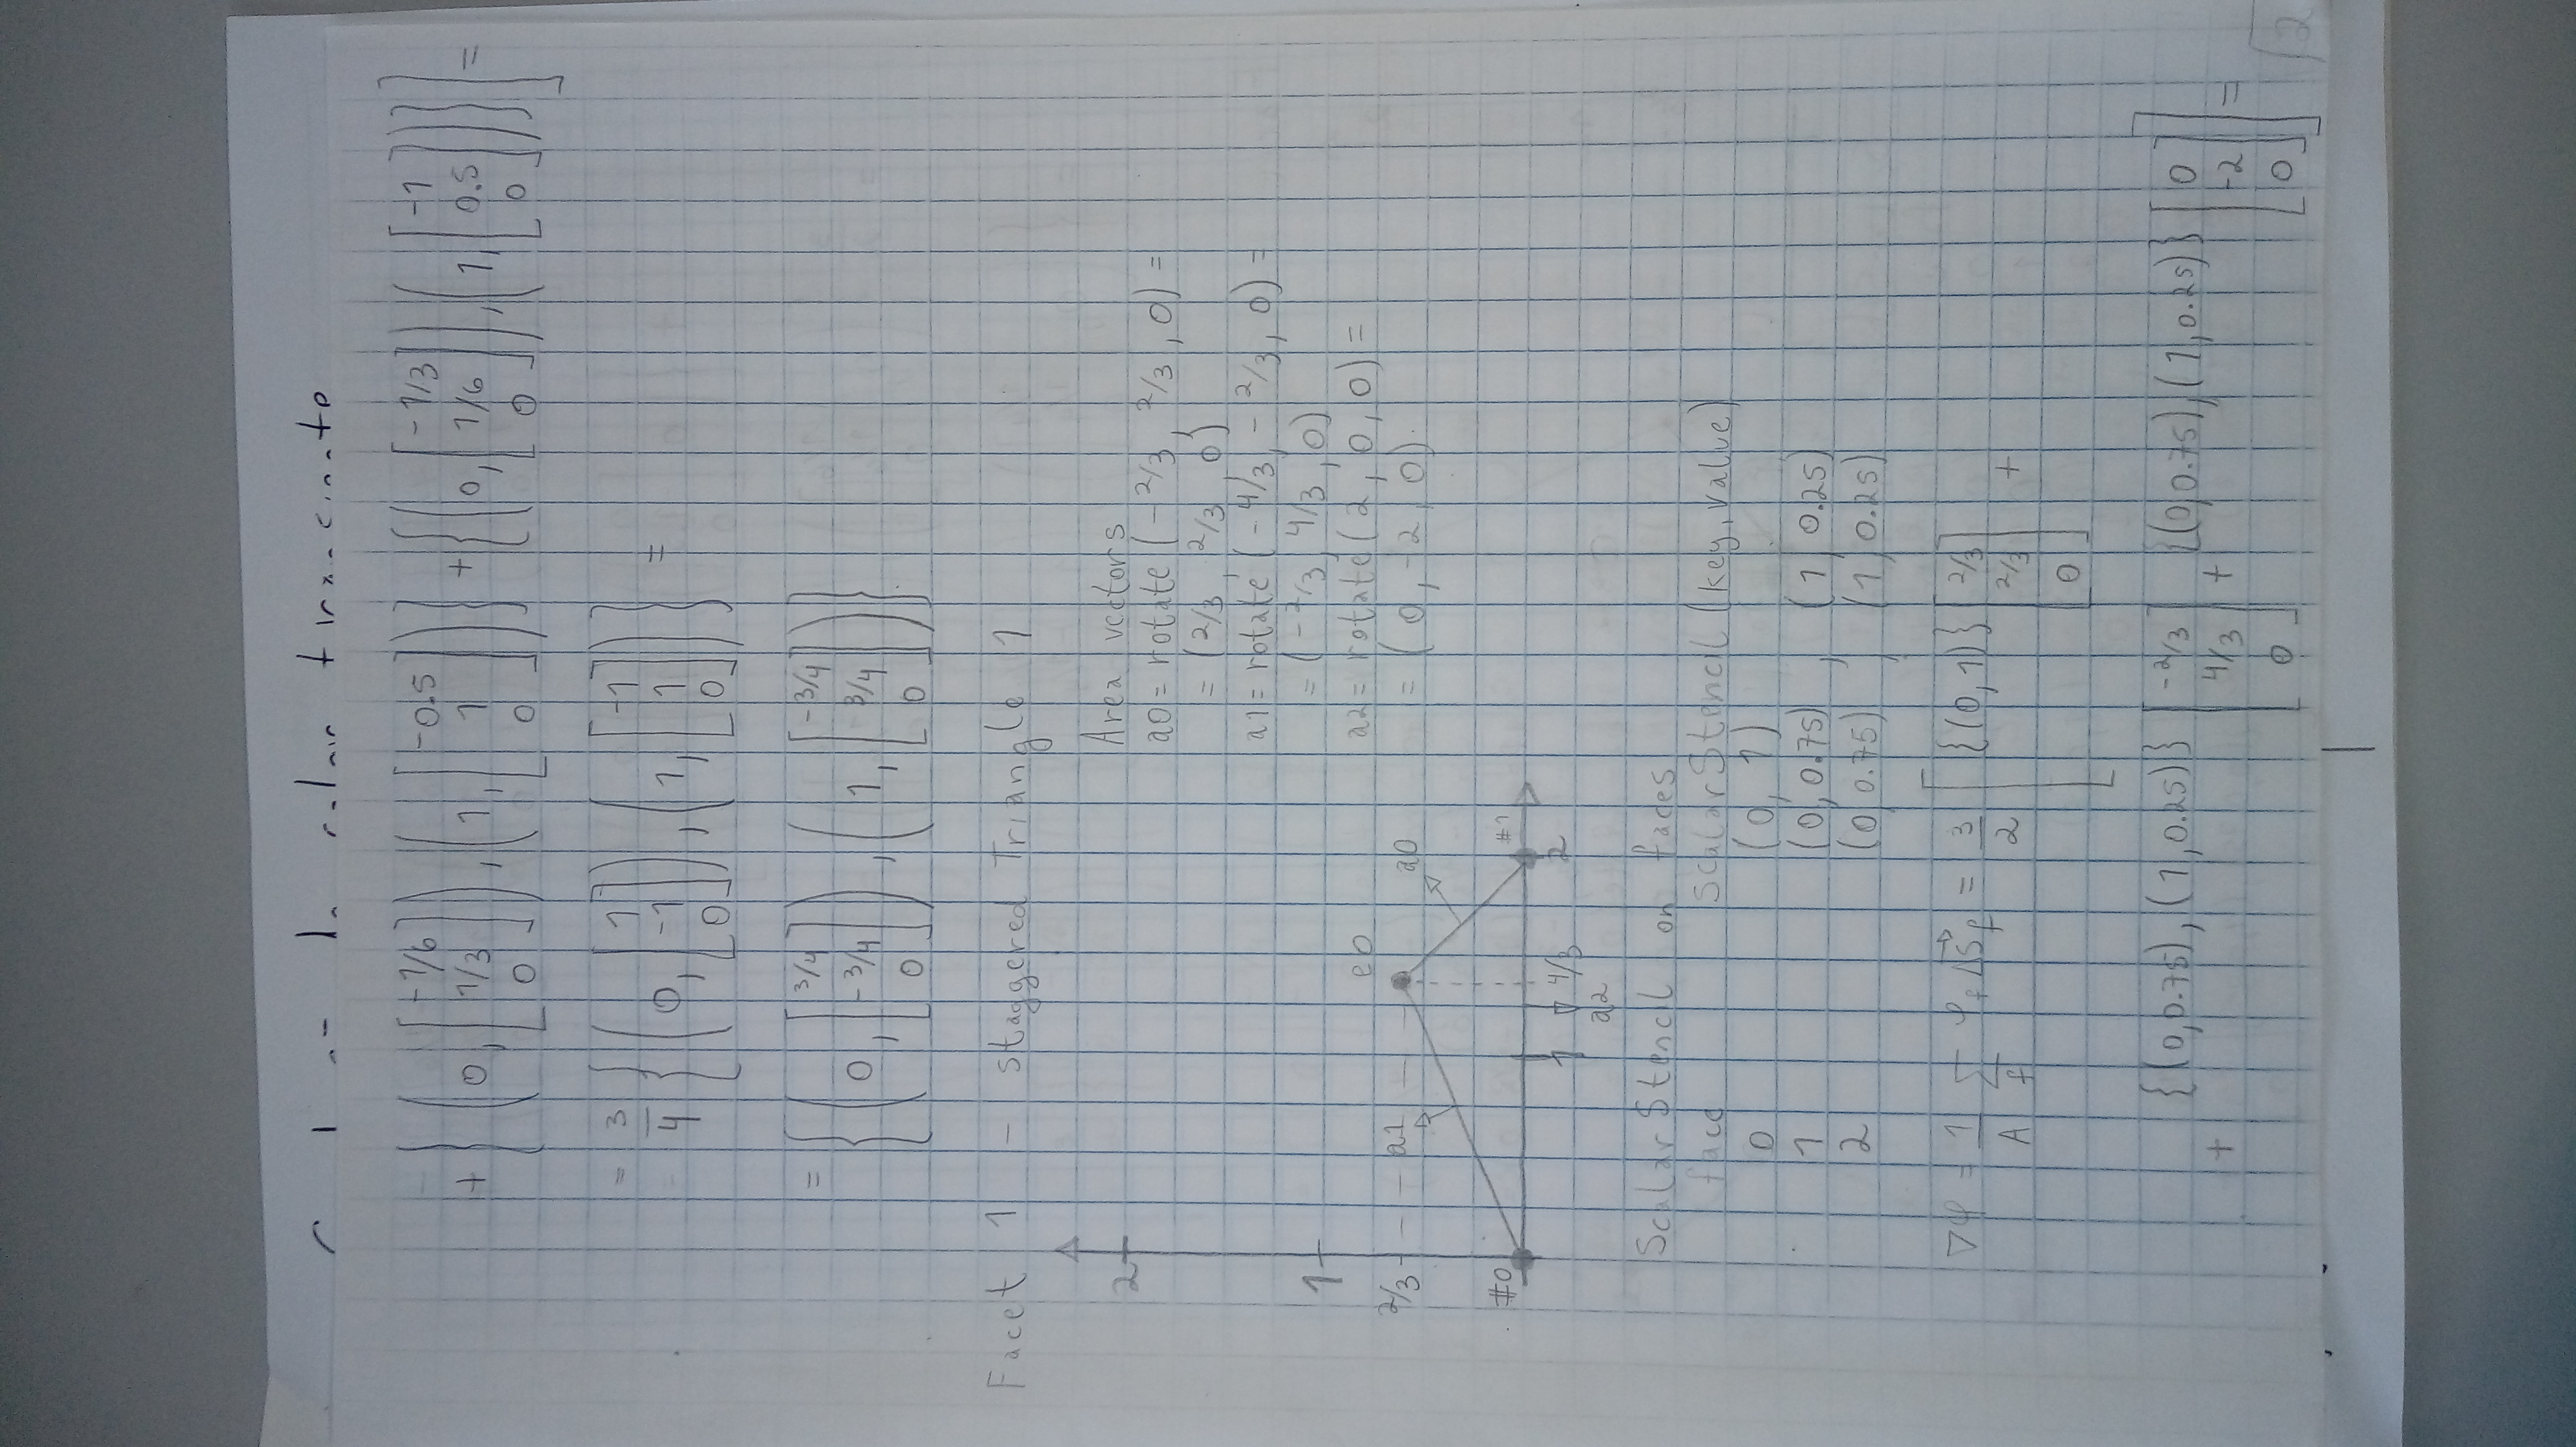 + { (0, [-1/6 1/3 0]), (1, [-0.5 1 0]) } + { (0, [-1/3 1/6 0]), (1, [-1 0.5 0]) } ] =
= 3/4 { (0, [1 -1 0]), (1, [-1 1 0]) } =
= { (0, [3/4 -3/4 0]), (1, [-3/4 3/4 0]) }
Facet 1 - Staggered Triangle 1
2
1
2/3
e0
a1
a0
#0
#1
1
4/3
2
a2
Area vectors
a0 = rotate (-2/3, 2/3, 0) =
= (2/3, 2/3, 0)
a1 = rotate (-4/3, -2/3, 0) =
= (-2/3, 4/3, 0)
a2 = rotate (2, 0, 0) =
= (0, -2, 0).
ScalarStencil on faces
face ScalarStencil (key, value)
0 (0, 1)
1 (0, 0.75), (1, 0.25)
2 (0, 0.75), (1, 0.25)
∇φ = 1/A Σ_f φ_f ΔS⃗_f = 3/2 [ {(0, 1)} [2/3 2/3 0] +
+ {(0, 0.75), (1, 0.25)} [-2/3 4/3 0] + {(0, 0.75), (1, 0.25)} [0 -2 0] ] =